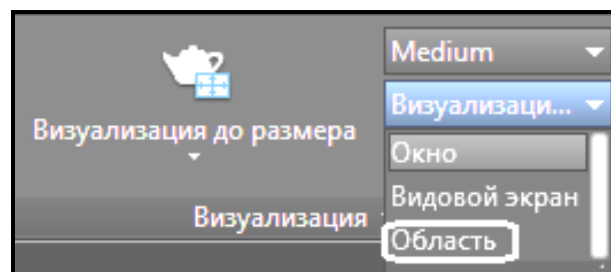 Medium
Визуализаци...
Визуализация до размера
Окно
Видовой экран
Визуализация
Область